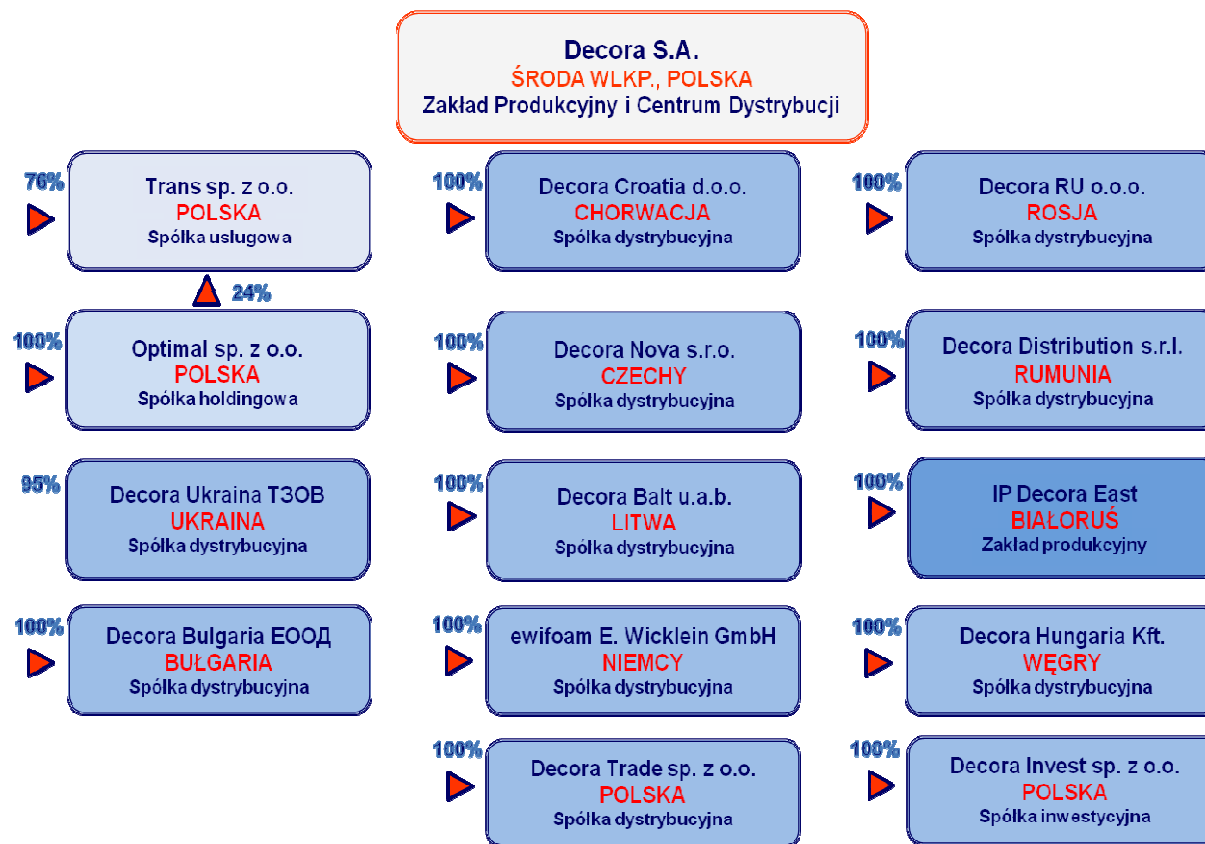 Decora S.A.
ŚRODA WLKP., POLSKA
Zakład Produkcyjny i Centrum Dystrybucji
76%
Trans sp. z o.o.
POLSKA
Spółka usługowa
100%
Decora Croatia d.o.o.
CHORWACJA
Spółka dystrybucyjna
100%
Decora RU o.o.o.
ROSJA
Spółka dystrybucyjna
24%
100%
Optimal sp. z o.o.
POLSKA
Spółka holdingowa
100%
Decora Nova s.r.o.
CZECHY
Spółka dystrybucyjna
100%
Decora Distribution s.r.l.
RUMUNIA
Spółka dystrybucyjna
95%
Decora Ukraina ТЗОВ
UKRAINA
Spółka dystrybucyjna
100%
Decora Balt u.a.b.
LITWA
Spółka dystrybucyjna
100%
IP Decora East
BIAŁORUŚ
Zakład produkcyjny
100%
Decora Bulgaria ЕООД
BUŁGARIA
Spółka dystrybucyjna
100%
ewifoam E. Wicklein GmbH
NIEMCY
Spółka dystrybucyjna
100%
Decora Hungaria Kft.
WĘGRY
Spółka dystrybucyjna
100%
Decora Trade sp. z o.o.
POLSKA
Spółka dystrybucyjna
100%
Decora Invest sp. z o.o.
POLSKA
Spółka inwestycyjna